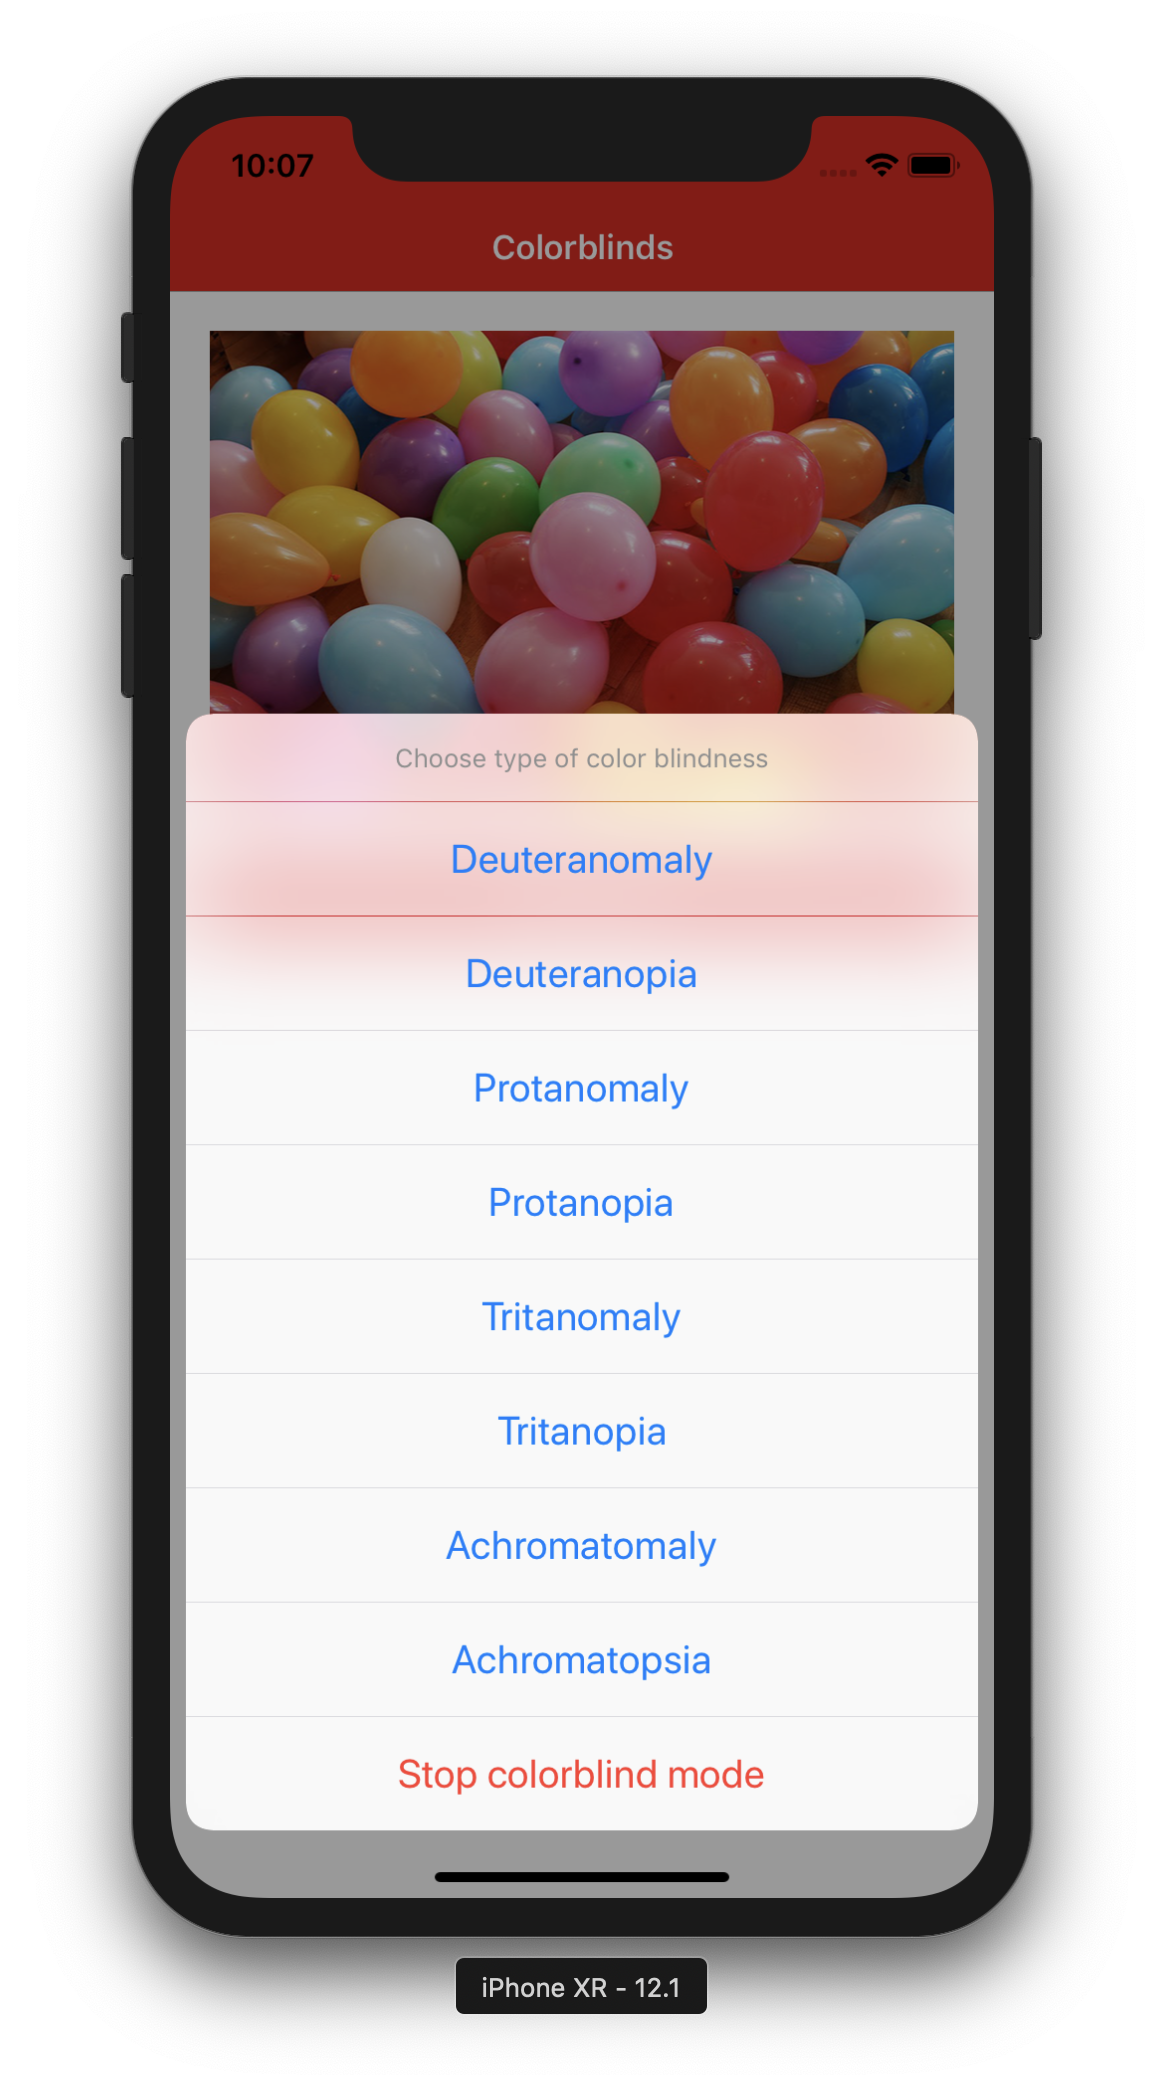 10:07
Colorblinds
Choose type of color blindness
Deuteranomaly
Deuteranopia
Protanomaly
Protanopia
Tritanomaly
Tritanopia
Achromatomaly
Achromatopsia
Stop colorblind mode
iPhone XR - 12.1